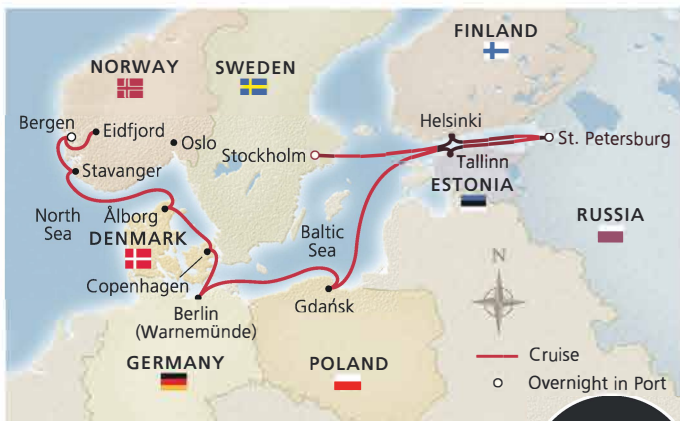 FINLAND
NORWAY
SWEDEN
Bergen
Eidfjord
Oslo
Helsinki
St. Petersburg
Stockholm
Tallinn
Stavanger
ESTONIA
North
Sea
Ålborg
RUSSIA
DENMARK
Baltic
Sea
N
Copenhagen
Gdańsk
Berlin
(Warnemünde)
GERMANY
POLAND
Cruise
Overnight in Port